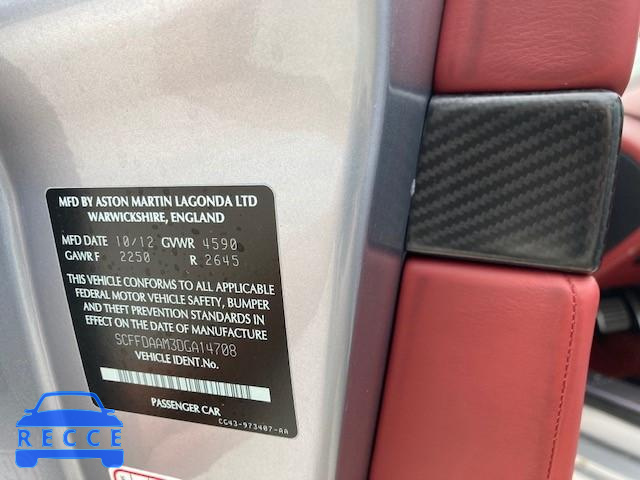 MFD BY ASTON MARTIN LAGONDA LTD
WARWICKSHIRE, ENGLAND
MFD DATE 10/12 GVWR 4590
GAWR F 2250 R 2645
THIS VEHICLE CONFORMS TO ALL APPLICABLE
FEDERAL MOTOR VEHICLE SAFETY, BUMPER
AND THEFT PREVENTION STANDARDS IN
EFFECT ON THE DATE OF MANUFACTURE
SCFFDAAM3DGA14708
VEHICLE IDENT.No.
PASSENGER CAR
CG43-973407-AA
RECCE